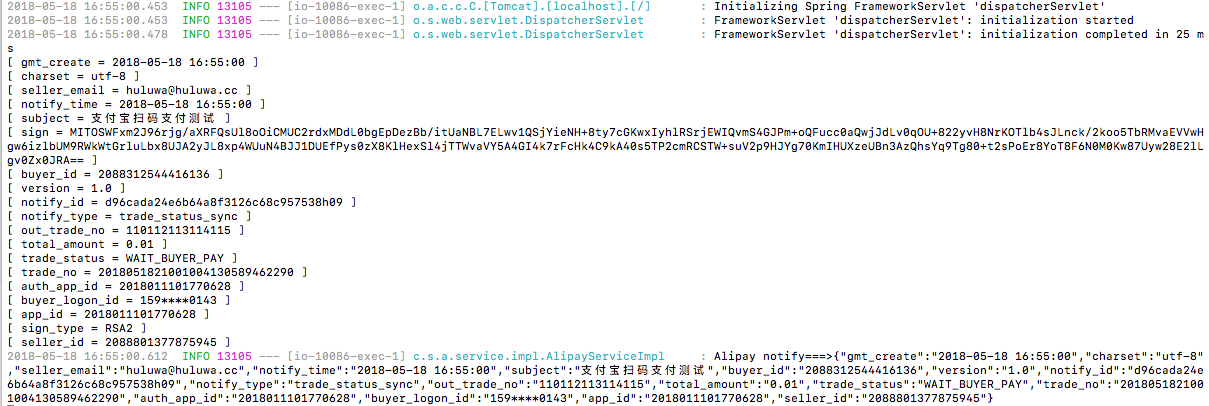 2018-05-18 16:55:00.453  INFO 13105 --- [io-10086-exec-1] o.a.c.c.C.[Tomcat].[localhost].[/]       : Initializing Spring FrameworkServlet 'dispatcherServlet'
2018-05-18 16:55:00.453  INFO 13105 --- [io-10086-exec-1] o.s.web.servlet.DispatcherServlet        : FrameworkServlet 'dispatcherServlet': initialization started
2018-05-18 16:55:00.478  INFO 13105 --- [io-10086-exec-1] o.s.web.servlet.DispatcherServlet        : FrameworkServlet 'dispatcherServlet': initialization completed in 25 m
s
[ gmt_create = 2018-05-18 16:55:00 ]
[ charset = utf-8 ]
[ seller_email = huluwa@huluwa.cc ]
[ notify_time = 2018-05-18 16:55:00 ]
[ subject = 支付宝扫码支付测试 ]
[ sign = MITOSWFxm2J96rjg/aXRFQsUl8oOiCMUC2rdxMDdL0bgEpDezBb/itUaNBL7ELwv1QSjYieNH+8ty7cGKwxIyhlRSrjEWIQvmS4GJPm+oQFucc0aQwjJdLv0qOU+822yvH8NrKOTlb4sJLnck/2koo5TbRMvaEVVwH
gw6izlbUM9RWkWtGrluLbx8UJA2yJL8xp4WUuN4BJJ1DUEfPys0zX8KlHexSl4jTTWvaVY5A4GI4k7rFcHk4C9kA40s5TP2cmRCSTW+suV2p9HJYg70KmIHUXzeUBn3AzQhsYq9Tg80+t2sPoEr8YoT8F6N0M0Kw87Uyw28E2lL
gv0Zx0JRA== ]
[ buyer_id = 2088312544416136 ]
[ version = 1.0 ]
[ notify_id = d96cada24e6b64a8f3126c68c957538h09 ]
[ notify_type = trade_status_sync ]
[ out_trade_no = 110112113114115 ]
[ total_amount = 0.01 ]
[ trade_status = WAIT_BUYER_PAY ]
[ trade_no = 2018051821001004130589462290 ]
[ auth_app_id = 2018011101770628 ]
[ buyer_logon_id = 159****0143 ]
[ app_id = 2018011101770628 ]
[ sign_type = RSA2 ]
[ seller_id = 2088801377875945 ]
2018-05-18 16:55:00.612  INFO 13105 --- [io-10086-exec-1] c.s.a.service.impl.AlipayServiceImpl     : Alipay notify===>{"gmt_create":"2018-05-18 16:55:00","charset":"utf-8"
,"seller_email":"huluwa@huluwa.cc","notify_time":"2018-05-18 16:55:00","subject":"支付宝扫码支付测试","buyer_id":"2088312544416136","version":"1.0","notify_id":"d96cada24e
6b64a8f3126c68c957538h09","notify_type":"trade_status_sync","out_trade_no":"110112113114115","total_amount":"0.01","trade_status":"WAIT_BUYER_PAY","trade_no":"201805182100
1004130589462290","auth_app_id":"2018011101770628","buyer_logon_id":"159****0143","app_id":"2018011101770628","seller_id":"2088801377875945"}